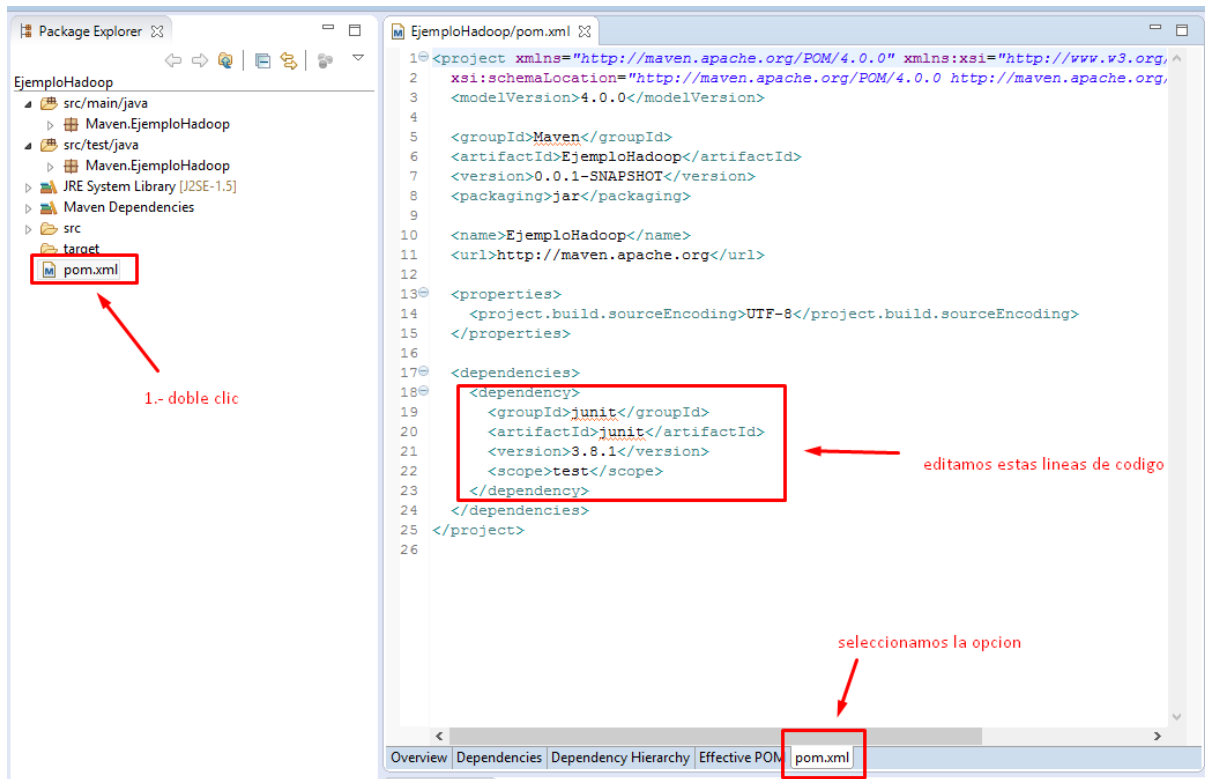 Package Explorer
EjemploHadoop
src/main/java
Maven.EjemploHadoop
src/test/java
Maven.EjemploHadoop
JRE System Library [J2SE-1.5]
Maven Dependencies
src
target
pom.xml
1.- doble clic
EjemploHadoop/pom.xml
1 <project xmlns="http://maven.apache.org/POM/4.0.0" xmlns:xsi="http://www.w3.org/
2 xsi:schemaLocation="http://maven.apache.org/POM/4.0.0 http://maven.apache.org/
3 <modelVersion>4.0.0</modelVersion>
4
5 <groupId>Maven</groupId>
6 <artifactId>EjemploHadoop</artifactId>
7 <version>0.0.1-SNAPSHOT</version>
8 <packaging>jar</packaging>
9
10 <name>EjemploHadoop</name>
11 <url>http://maven.apache.org</url>
12
13 <properties>
14 <project.build.sourceEncoding>UTF-8</project.build.sourceEncoding>
15 </properties>
16
17 <dependencies>
18 <dependency>
19 <groupId>junit</groupId>
20 <artifactId>junit</artifactId>
21 <version>3.8.1</version>
22 <scope>test</scope>
23 </dependency>
24 </dependencies>
25 </project>
26
editamos estas lineas de codigo
seleccionamos la opcion
Overview Dependencies Dependency Hierarchy Effective POM pom.xml